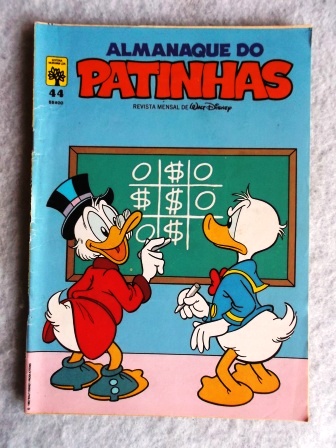 ALMANAQUE DO
PATINHAS
REVISTA MENSAL DE Walt Disney
44
O $ O
$ $ O
O $